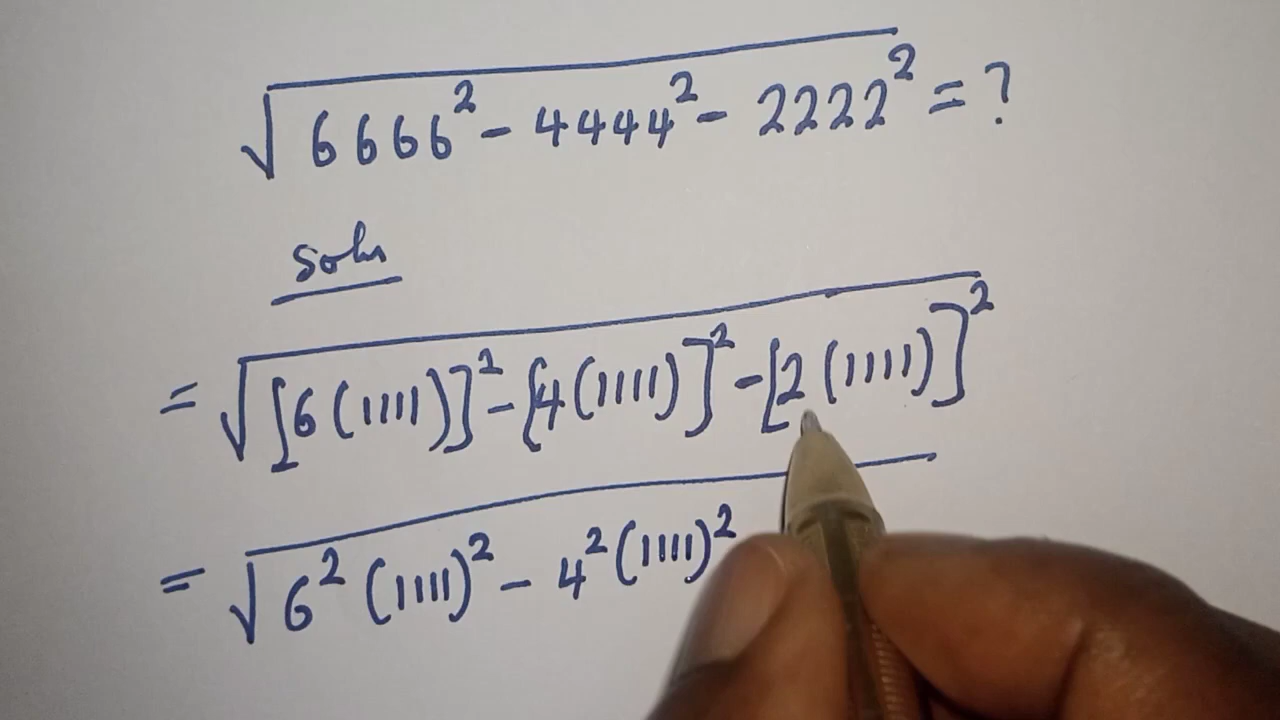 √6666² - 4444² - 2222² = ?
Soln
= √[6(1111)]² - [4(1111)]² - [2(1111)]²
= √6²(1111)² - 4²(1111)²